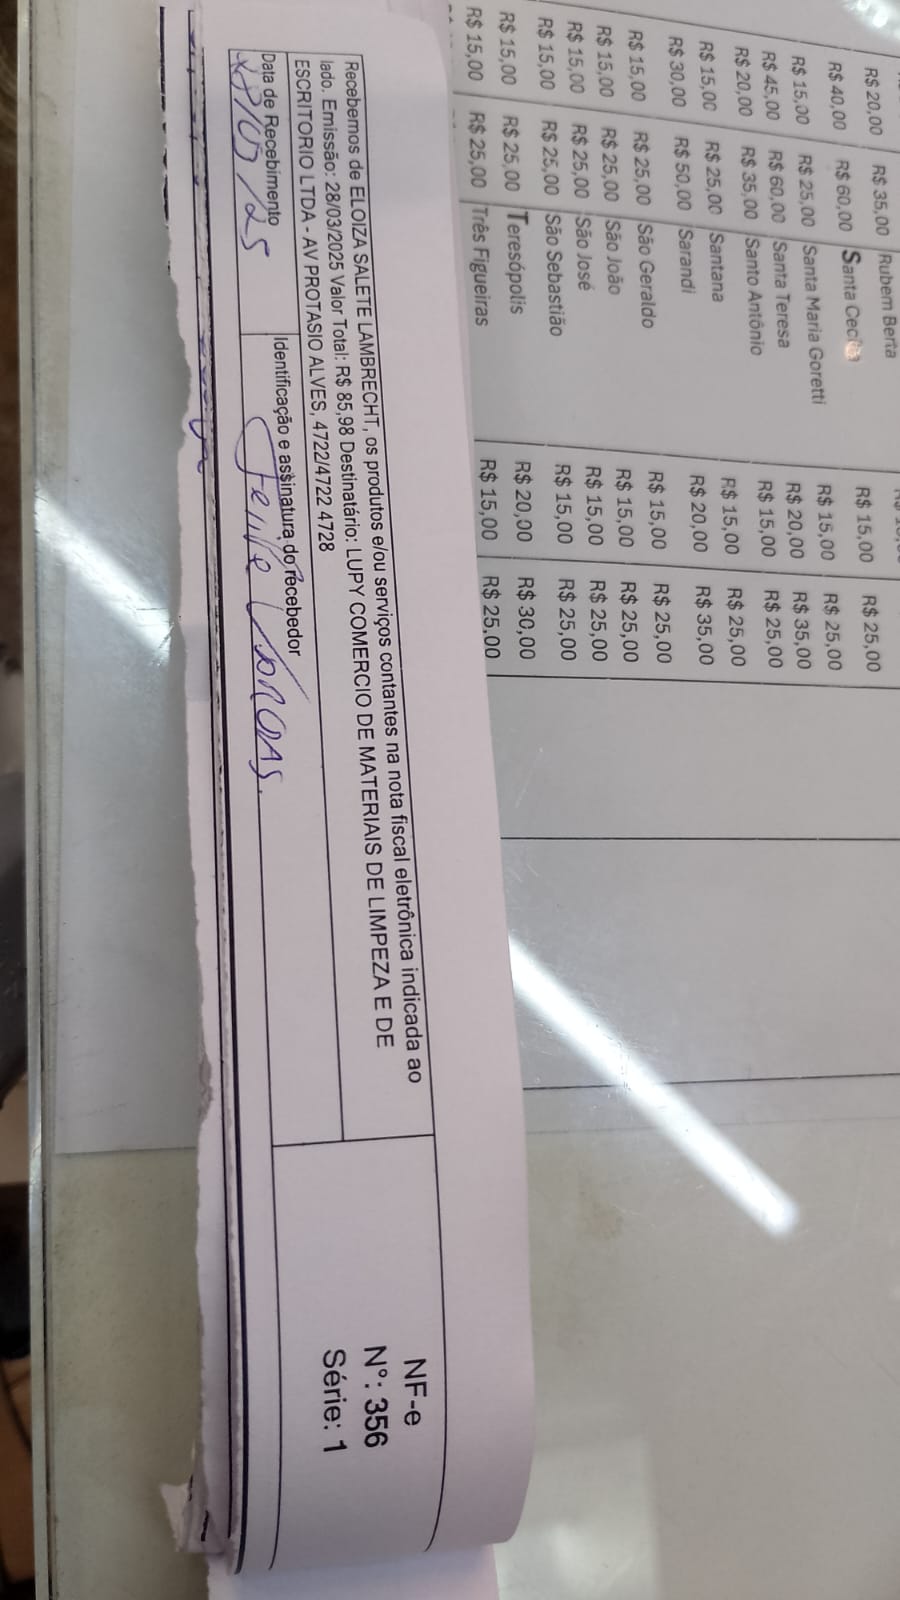 Recebemos de ELOIZA SALETE LAMBRECHT, os produtos e/ou serviços contantes na nota fiscal eletrônica indicada ao
lado. Emissão: 28/03/2025 Valor Total: R$ 85,98 Destinatário: LUPY COMERCIO DE MATERIAIS DE LIMPEZA E DE
ESCRITORIO LTDA - AV PROTASIO ALVES, 4722/4722 4728
Data de Recebimento
Identificação e assinatura do recebedor
NF-e
Nº: 356
Série: 1
R$ 20,00 R$ 35,00 Rubem Berta R$ 15,00 R$ 25,00
R$ 40,00 R$ 60,00 Santa Cecília R$ 15,00 R$ 25,00
R$ 15,00 R$ 25,00 Santa Maria Goretti R$ 20,00 R$ 35,00
R$ 45,00 R$ 60,00 Santa Teresa R$ 15,00 R$ 25,00
R$ 20,00 R$ 35,00 Santo Antônio R$ 15,00 R$ 25,00
R$ 15,00 R$ 25,00 Santana R$ 20,00 R$ 35,00
R$ 30,00 R$ 50,00 Sarandi
R$ 15,00 R$ 25,00 São Geraldo R$ 15,00 R$ 25,00
R$ 15,00 R$ 25,00 São João R$ 15,00 R$ 25,00
R$ 15,00 R$ 25,00 São José R$ 15,00 R$ 25,00
R$ 15,00 R$ 25,00 São Sebastião R$ 15,00 R$ 25,00
R$ 15,00 R$ 25,00 Teresópolis R$ 20,00 R$ 30,00
R$ 15,00 R$ 25,00 Três Figueiras R$ 15,00 R$ 25,00